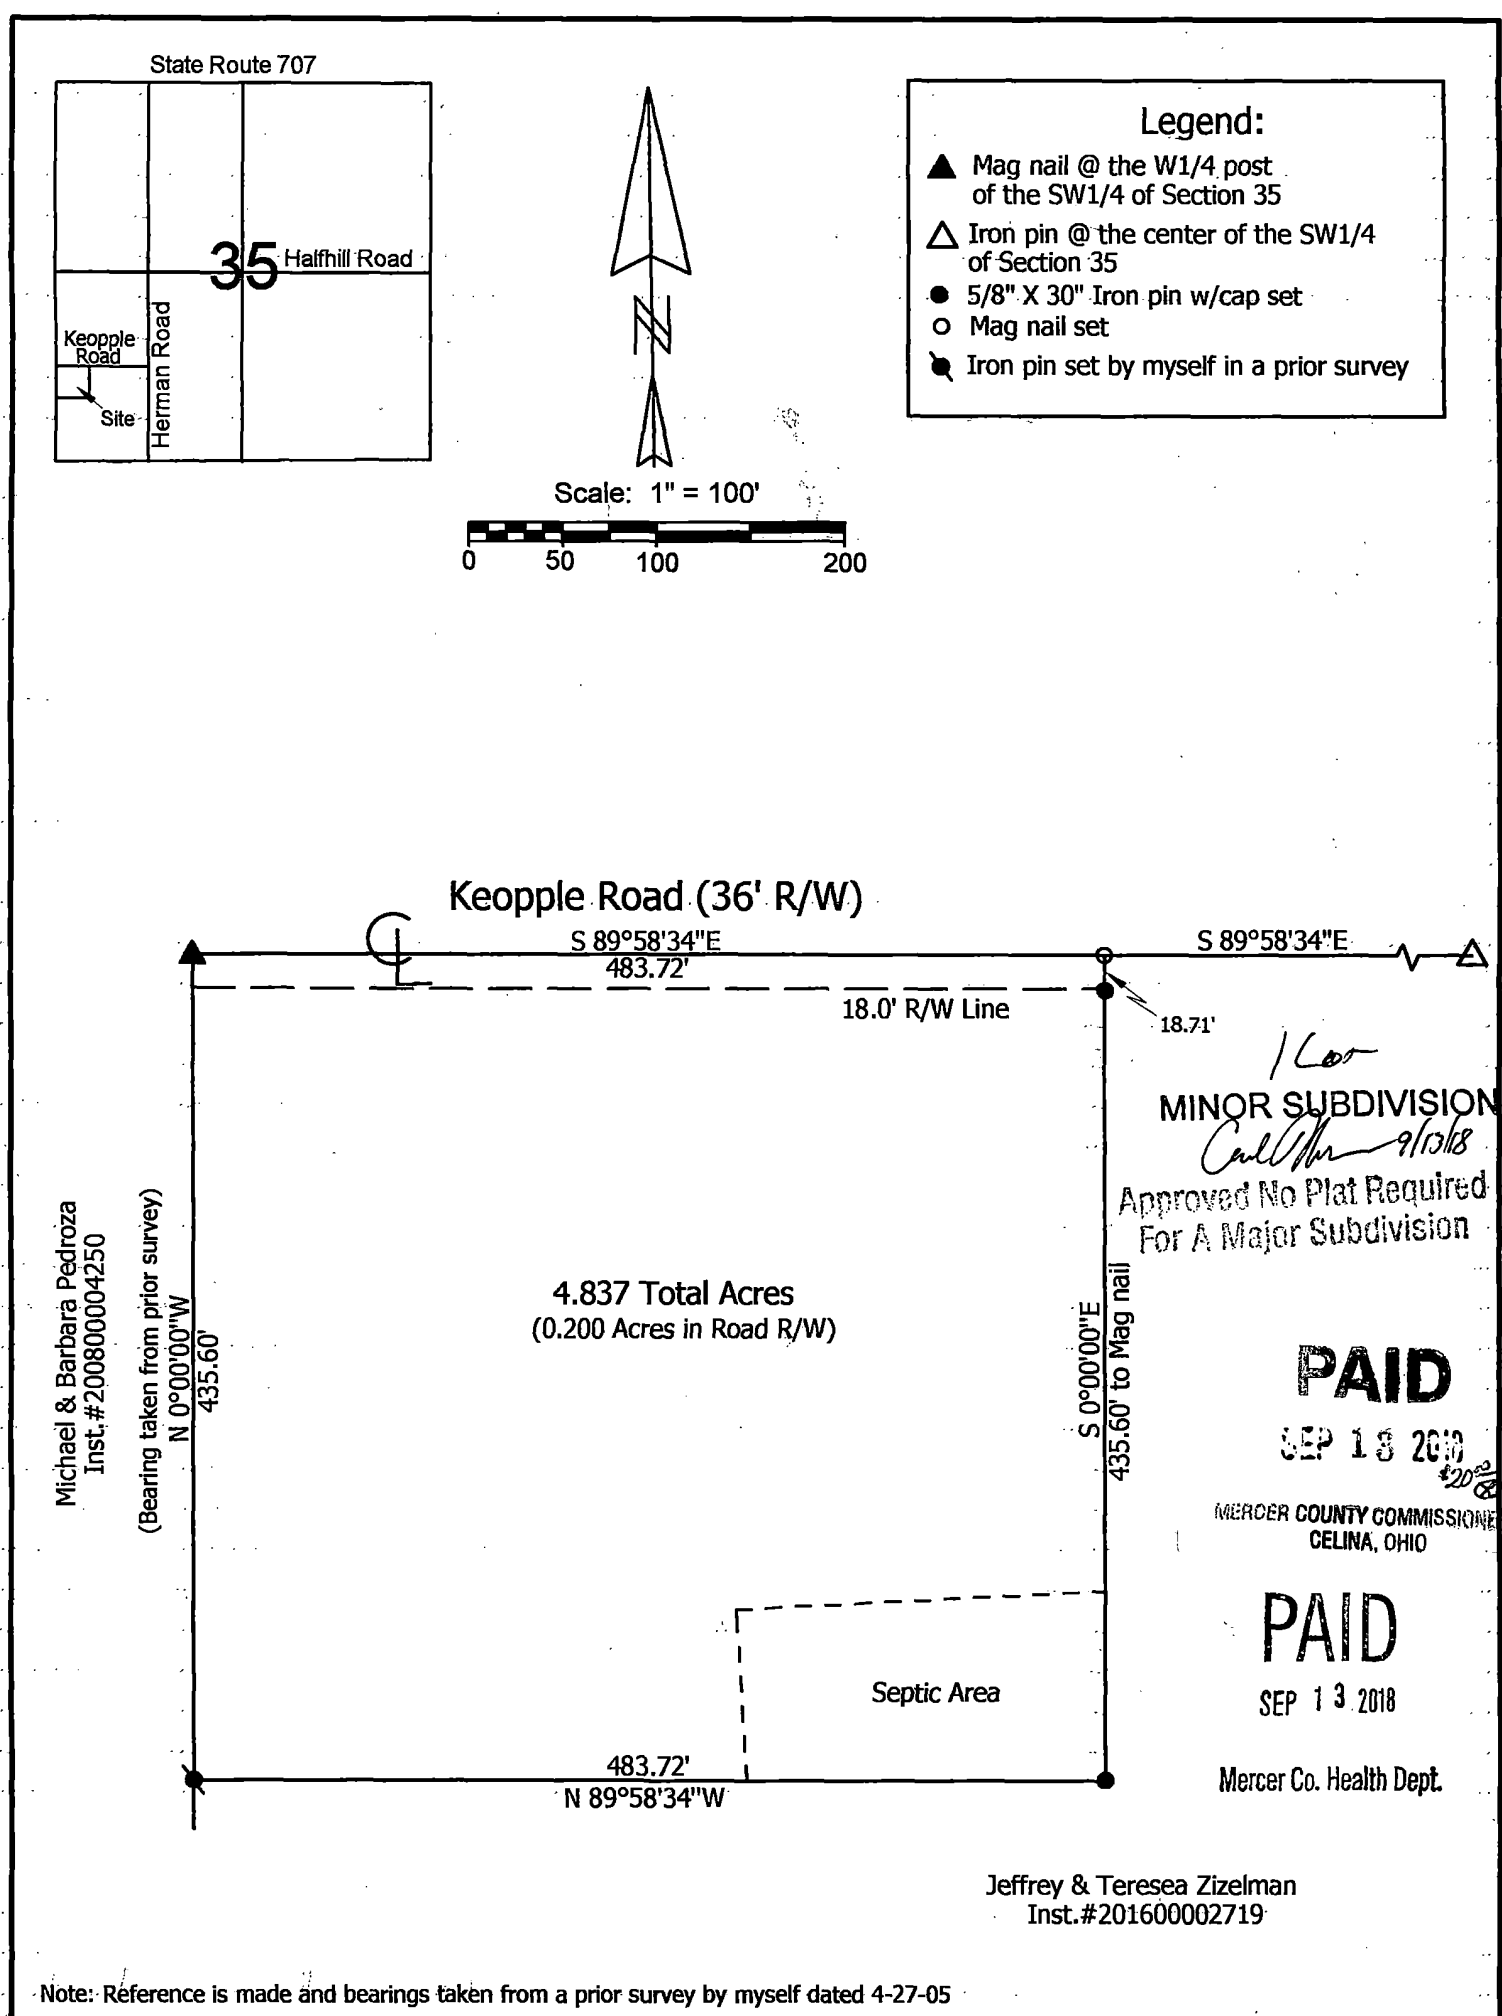 State Route 707
35
Halfhill Road
Keopple
Road
Herman Road
Site
Scale: 1" = 100'
0 50 100 200
Legend:
Mag nail @ the W1/4 post
of the SW1/4 of Section 35
Iron pin @ the center of the SW1/4
of Section 35
5/8" X 30" Iron pin w/cap set
Mag nail set
Iron pin set by myself in a prior survey
Keopple Road (36' R/W)
S 89°58'34"E
483.72'
S 89°58'34"E
18.0' R/W Line
18.71'
MINOR SUBDIVISION
9/13/18
Approved No Plat Required
For A Major Subdivision
Michael & Barbara Pedroza
Inst.#200800004250
(Bearing taken from prior survey)
N 0°00'00"W
435.60'
4.837 Total Acres
(0.200 Acres in Road R/W)
S 0°00'00"E
435.60' to Mag nail
PAID
SEP 13
MERCER COUNTY COMMISSIONE
CELINA, OHIO
PAID
SEP 13 2018
Mercer Co. Health Dept.
Septic Area
483.72'
N 89°58'34"W
Jeffrey & Teresea Zizelman
Inst.#201600002719
Note: Reference is made and bearings taken from a prior survey by myself dated 4-27-05